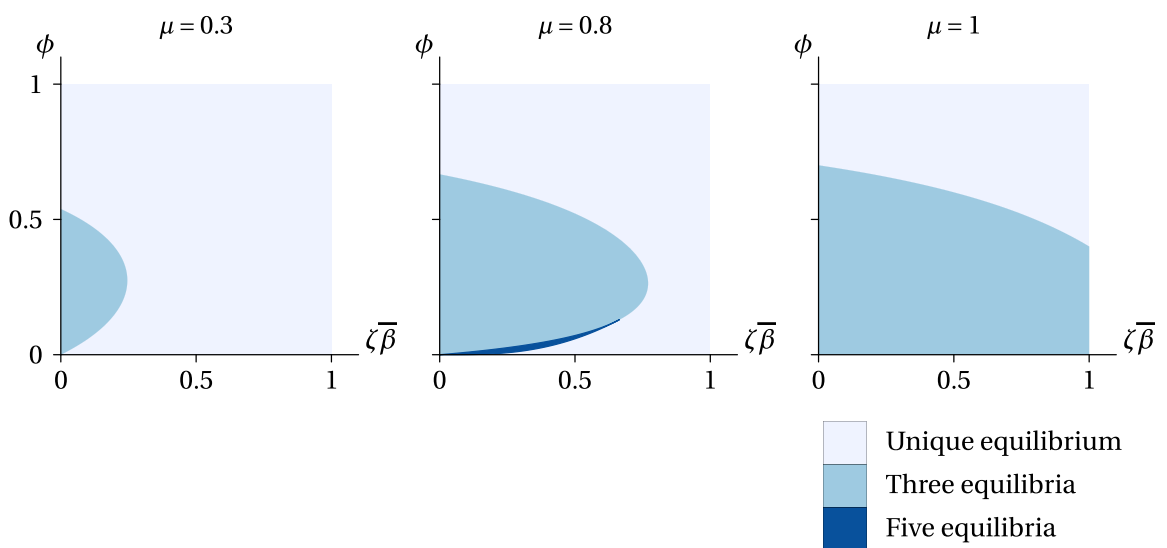 μ = 0.3
μ = 0.8
μ = 1
ϕ
ϕ
ϕ
1
0.5
0
ζβ̅
ζβ̅
ζβ̅
0 0.5 1
0 0.5 1
0 0.5 1
Unique equilibrium
Three equilibria
Five equilibria